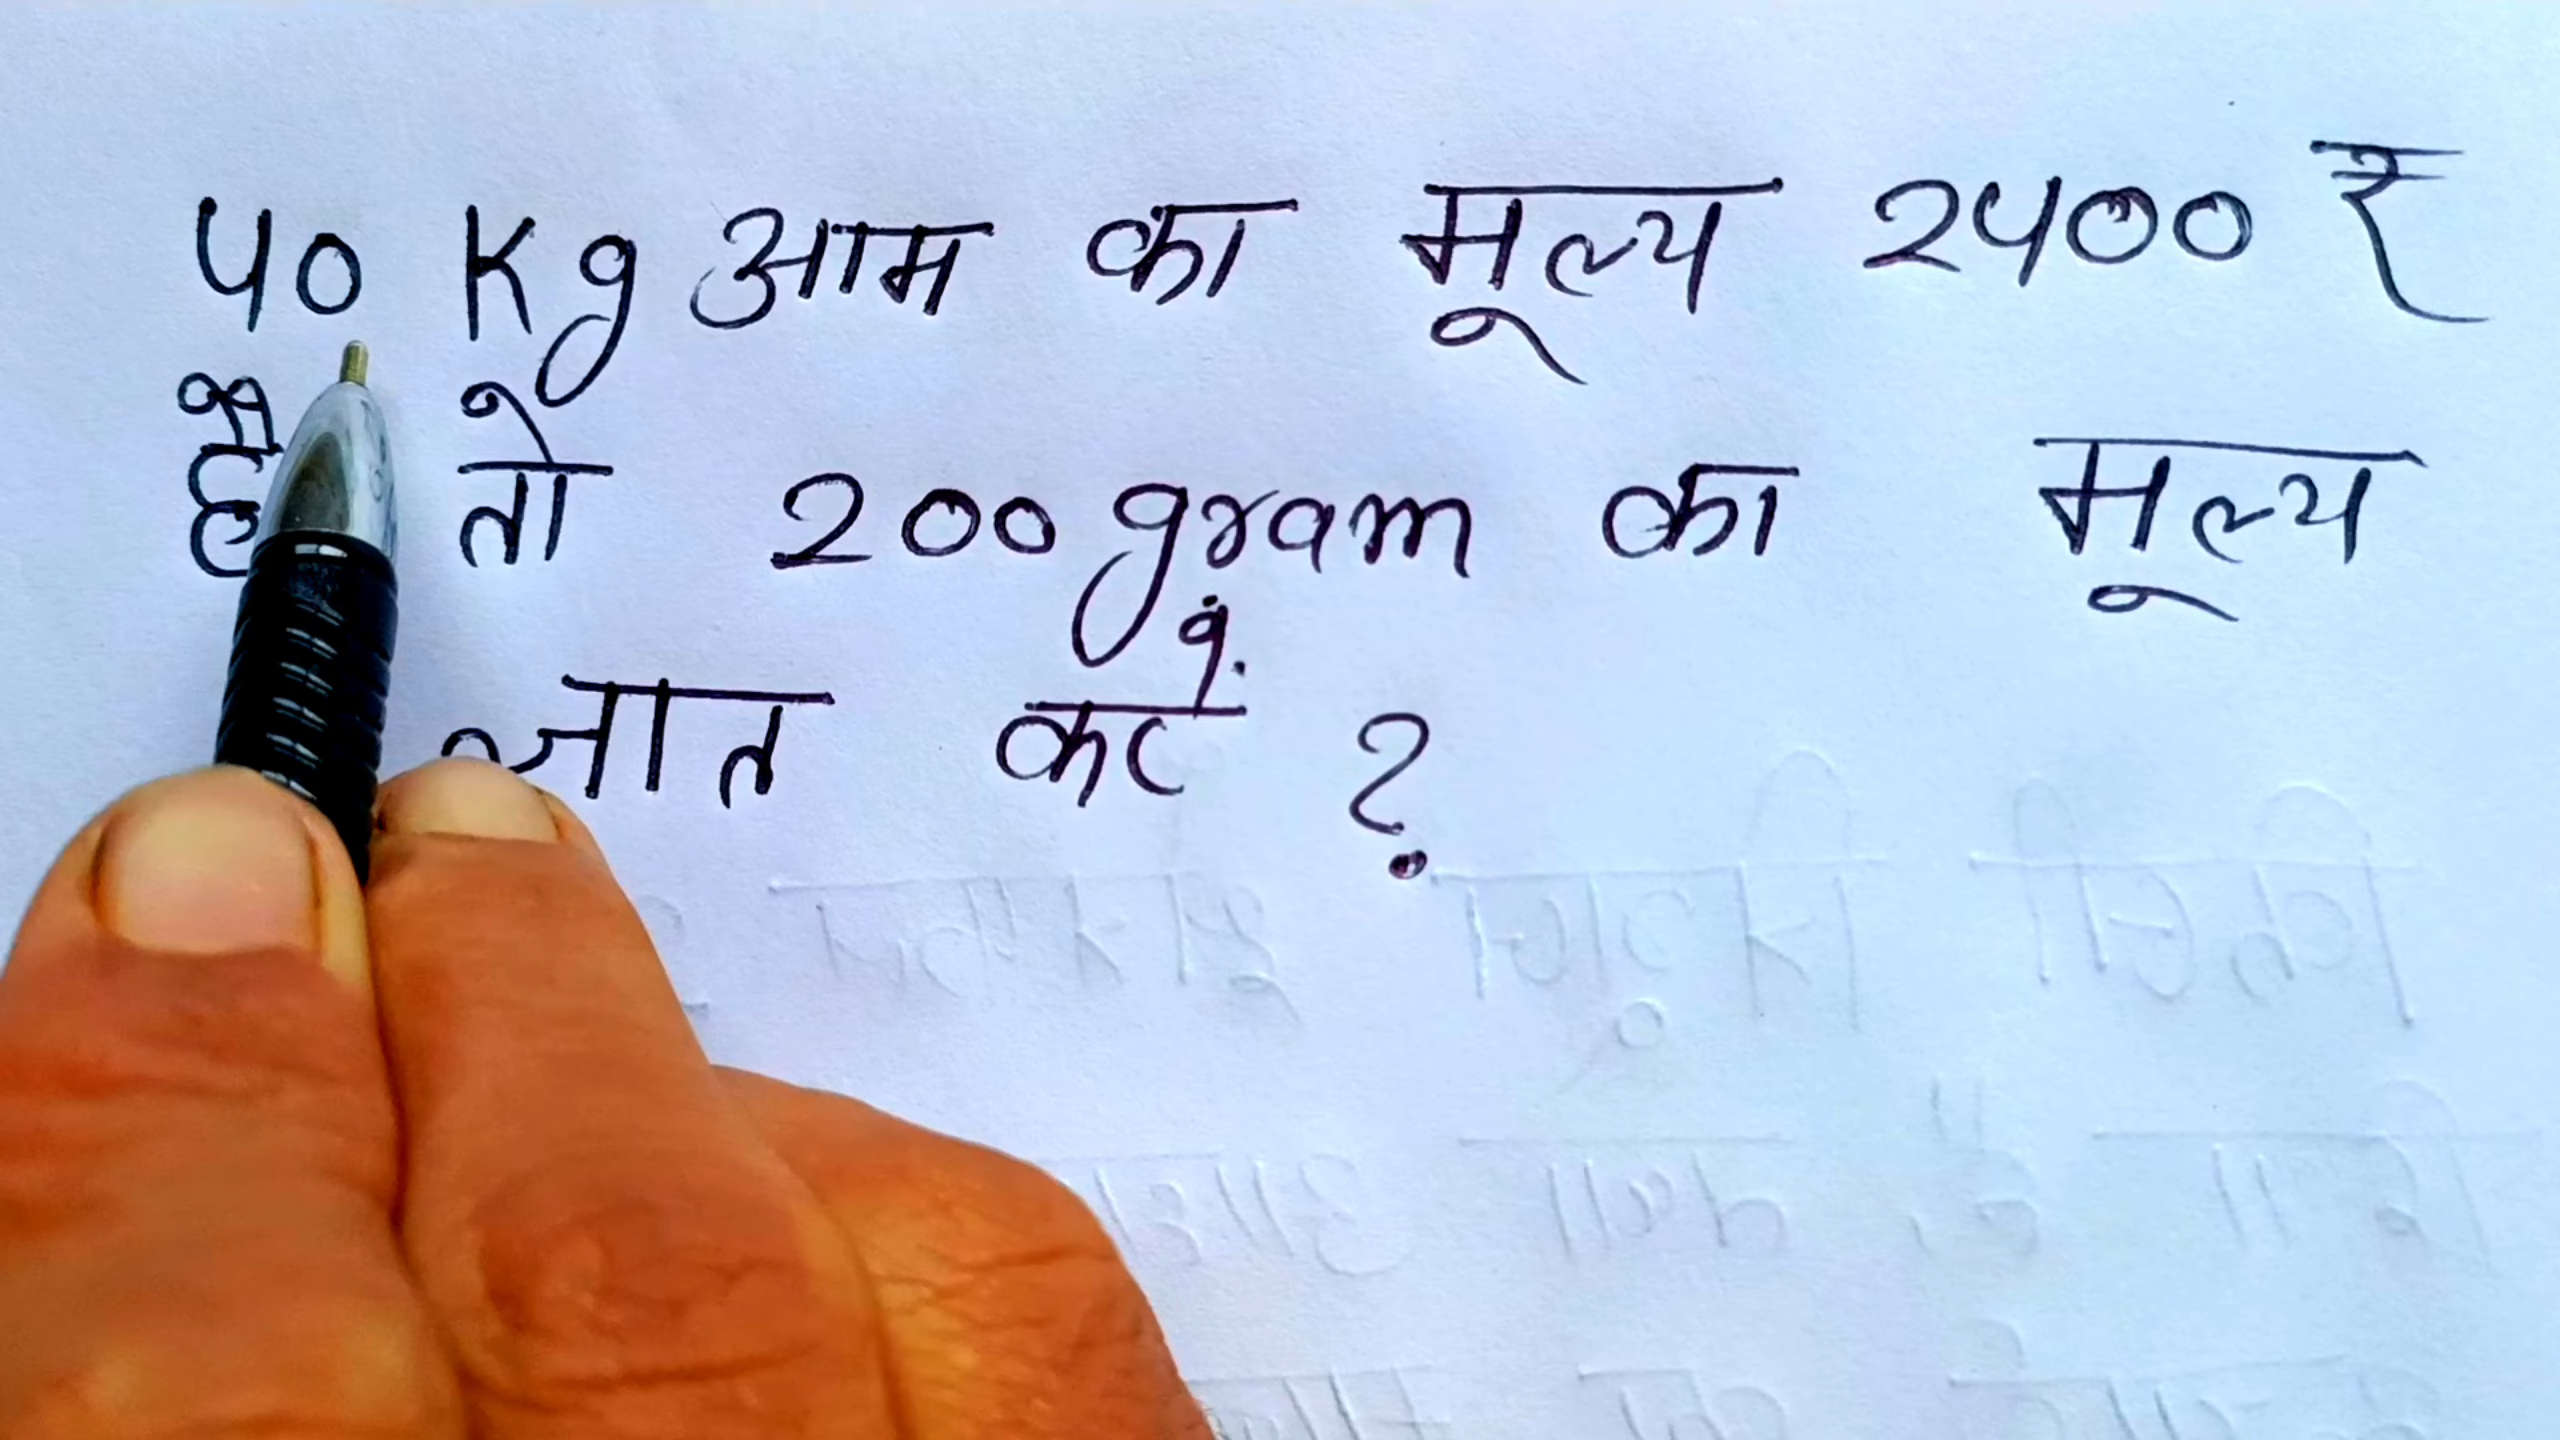 40 Kg आम का मूल्य 2400 ₹
है तो 200 gram का मूल्य
ज्ञात करें ?